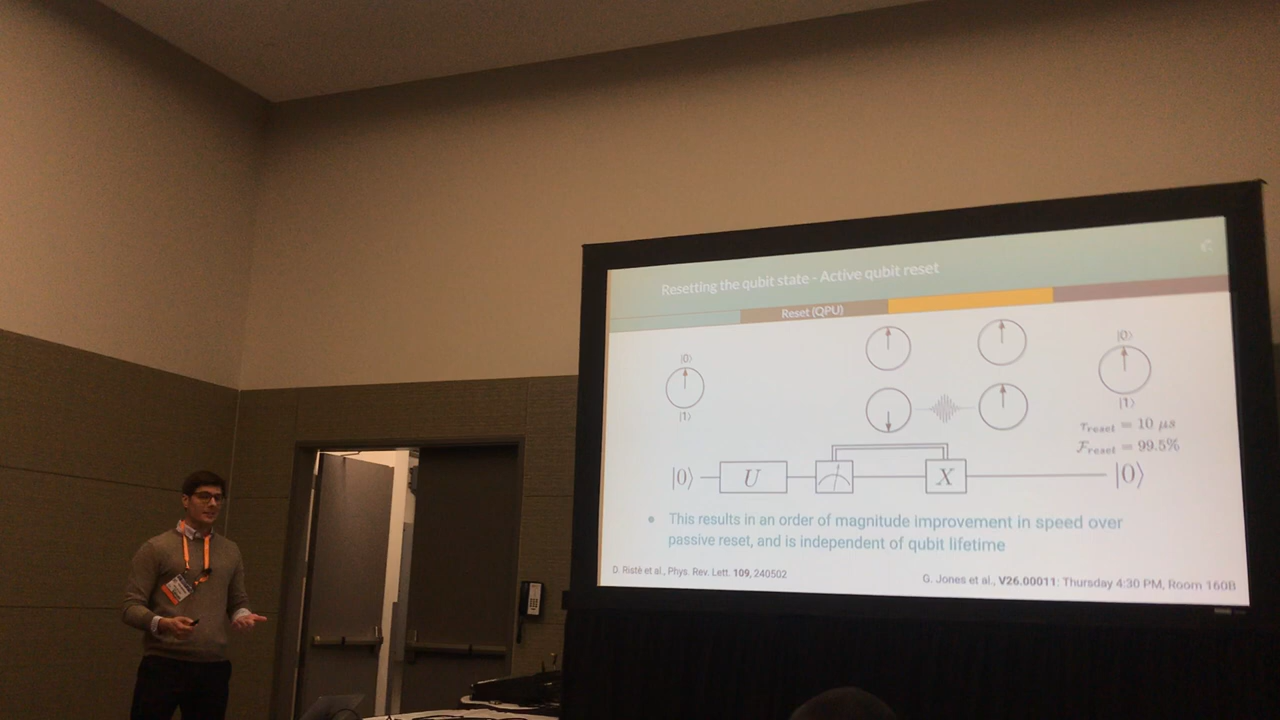 Resetting the qubit state - Active qubit reset
Reset (QPU)
|0⟩
|1⟩
|0⟩
|1⟩
τreset = 10 μs
Freset = 99.5%
|0⟩ U X |0⟩
This results in an order of magnitude improvement in speed over
passive reset, and is independent of qubit lifetime
D. Ristè et al., Phys. Rev. Lett. 109, 240502
G. Jones et al., V26.00011: Thursday 4:30 PM, Room 160B